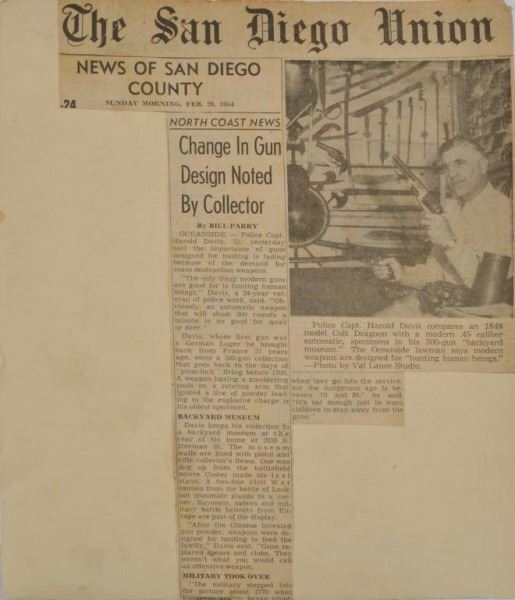 The San Diego Union
NEWS OF SAN DIEGO
COUNTY
SUNDAY MORNING, FEB. 28, 1954
NORTH COAST NEWS
Change In Gun
Design Noted
By Collector
By BILL PARRY
OCEANSIDE — Police Capt.
Harold Davis, 52, yesterday
said the importance of guns
designed for hunting is fading
because of the demand for
mass destruction weapons.
"The only thing modern guns
are good for is hunting human
beings," Davis, a 24-year vet-
eran of police work, said. "Ob-
viously, an automatic weapon
that will shoot 900 rounds a
minute is no good for quail
or deer."
Davis, whose first gun was
a German Luger he brought
back from France 37 years
ago, owns a 300-gun collection
that goes back to the days of
"punk-lock" firing before 1700.
A weapon having a smoldering
punk on a rotating arm that
ignited a line of powder lead-
ing to the explosive charge is
his oldest specimen.
BACKYARD MUSEUM
Davis keeps his collection in
a backyard museum at the
rear of his home at 2030 S.
Freeman St. The museum
walls are lined with pistol and
rifle collector's items. One was
dug up from the battlefield
where Custer made his last
stand. A two-foot Civil War
cannon from the battle of Look-
out mountain stands in a cor-
ner. Bayonets, sabers and mil-
itary battle helmets from Eu-
rope are part of the display.
"After the Chinese invented
gun powder, weapons were de-
signed for hunting to feed the
family," Davis said. "Guns re-
placed spears and clubs. They
weren't what you would call
an offensive weapon.
MILITARY TOOK OVER
"The military stepped into
the picture about 1770 when
Police Capt. Harold Davis compares an 1848
model Colt Dragoon with a modern .45 caliber
automatic, specimens in his 300-gun "backyard
museum." The Oceanside lawman says modern
weapons are designed for "hunting human beings."
—Photo by Val Lance Studio.
when they go into the service,
but the dangerous age is be-
tween 10 and 18," he said.
"It's not enough just to warn
children to stay away from the
guns."